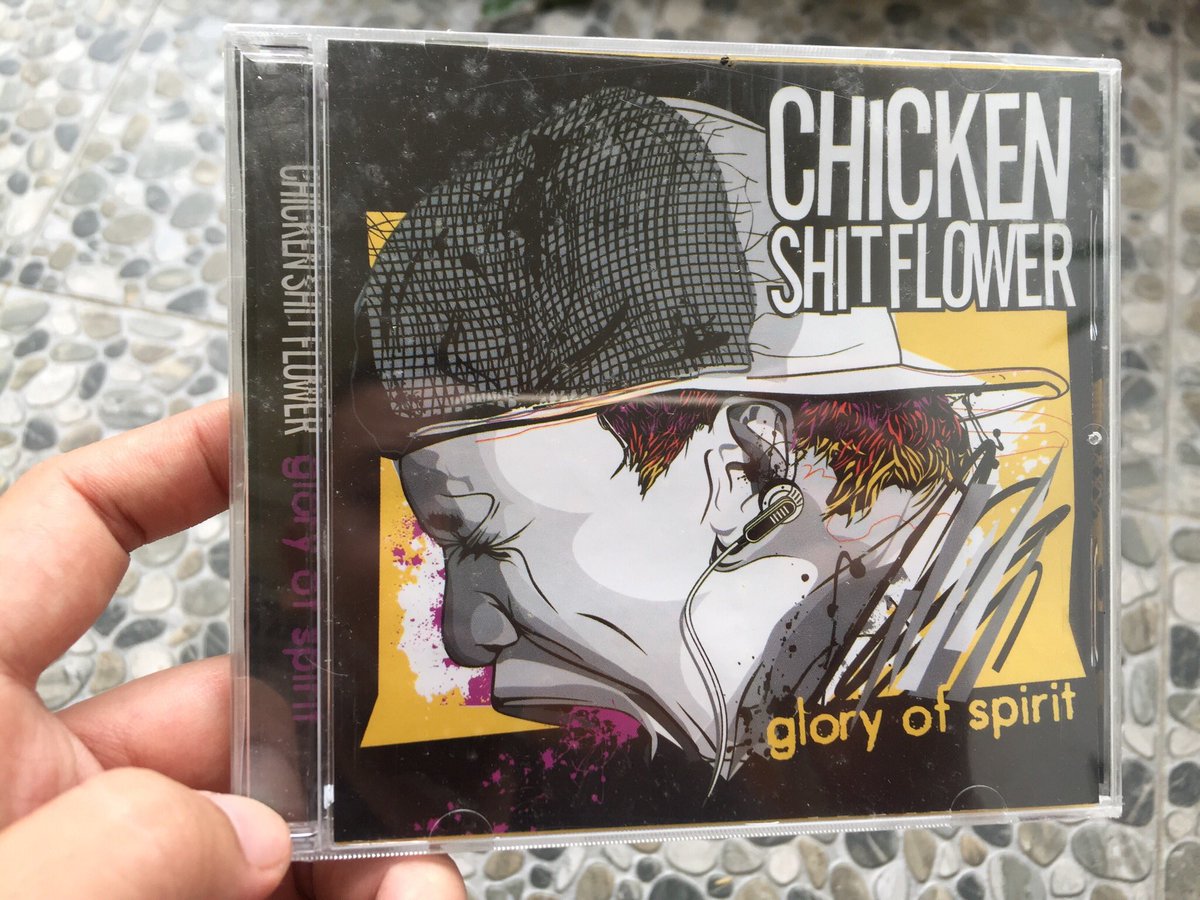 CHICKEN
SHIT FLOWER
glory of spirit
CHICKEN SHIT FLOWER glory of spirit